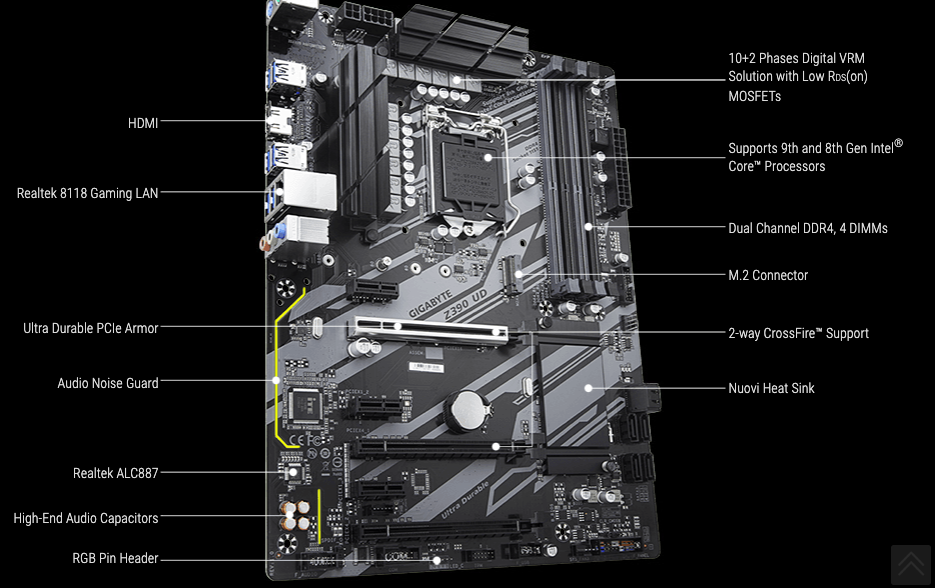 10+2 Phases Digital VRM
Solution with Low RDS(on)
MOSFETs
HDMI
Supports 9th and 8th Gen Intel®
Core™ Processors
Realtek 8118 Gaming LAN
Dual Channel DDR4, 4 DIMMs
M.2 Connector
GIGABYTE
Z390 UD
Ultra Durable PCIe Armor
2-way CrossFire™ Support
Audio Noise Guard
Nuovi Heat Sink
CE FC
Realtek ALC887
Ultra Durable
High-End Audio Capacitors
RGB Pin Header